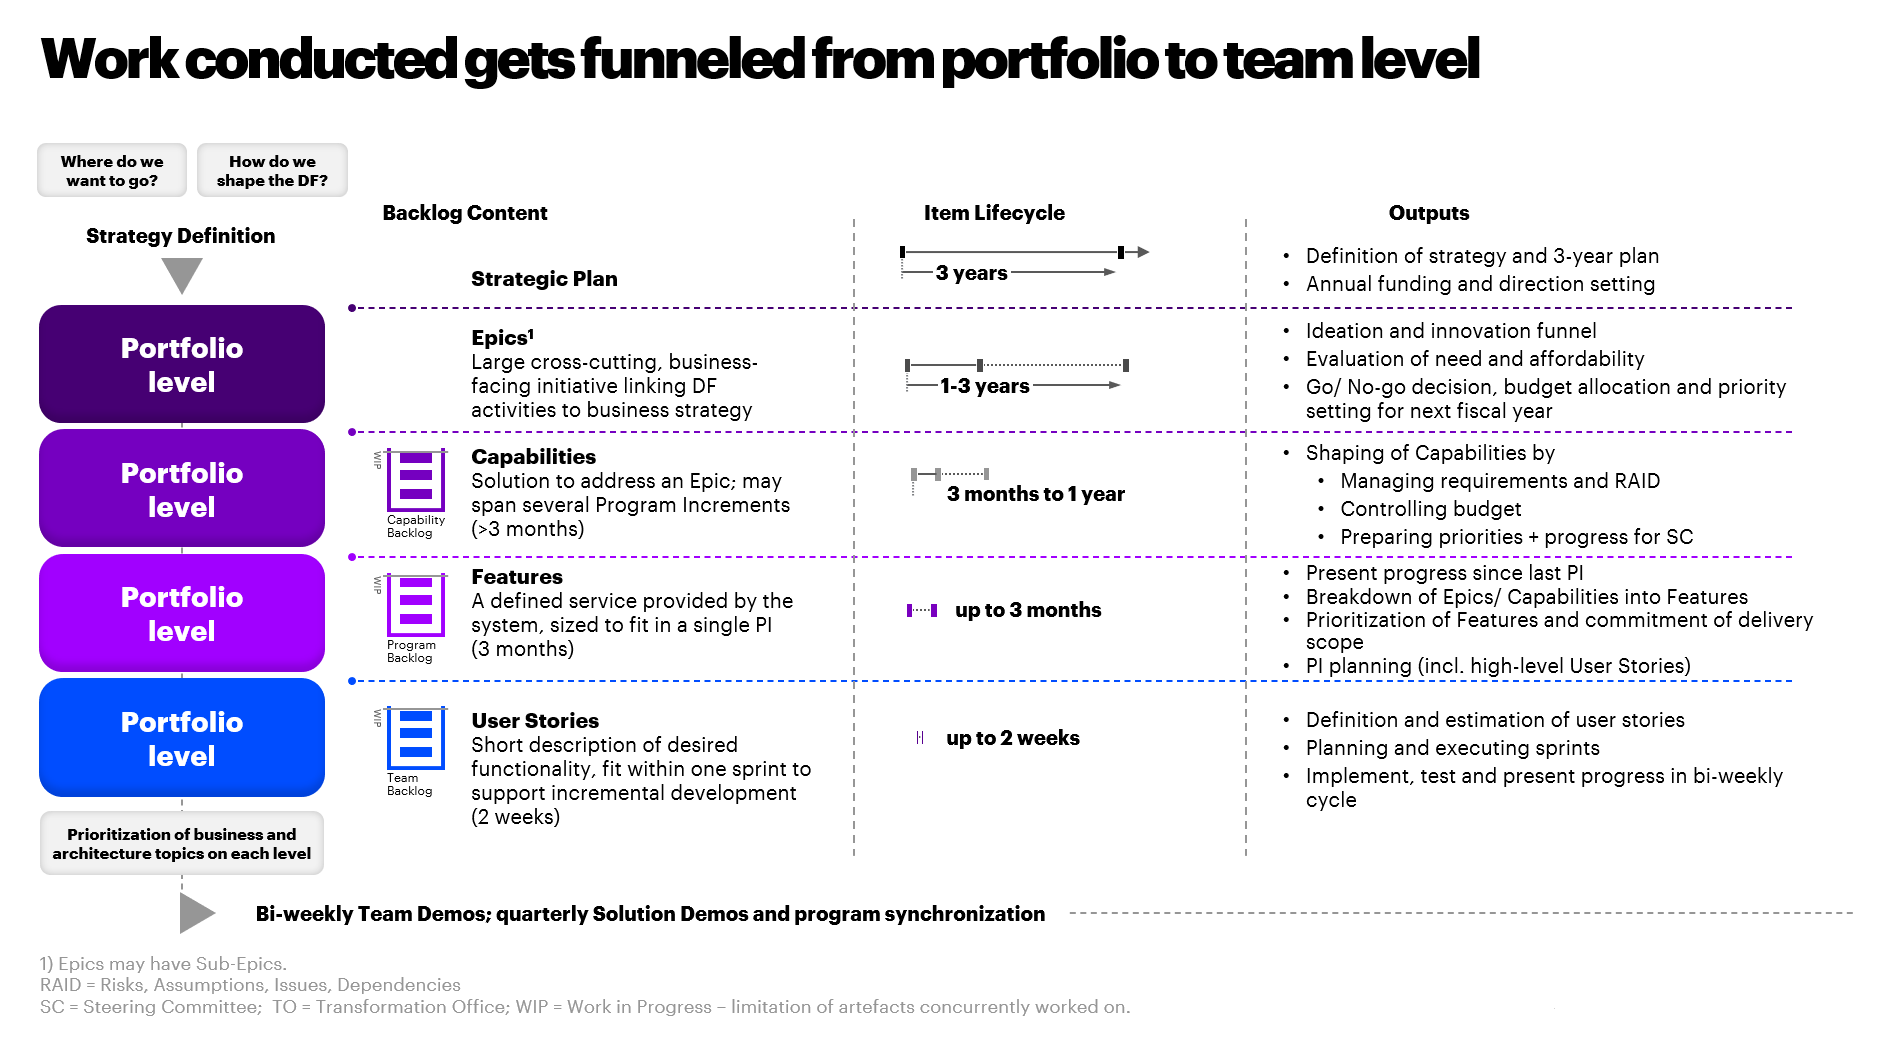 Work conducted gets funneled from portfolio to team level
Where do we
want to go?
How do we
shape the DF?
Strategy Definition
Backlog Content
Item Lifecycle
Outputs
Strategic Plan
3 years
• Definition of strategy and 3-year plan
• Annual funding and direction setting
Portfolio
level
Epics¹
Large cross-cutting, business-
facing initiative linking DF
activities to business strategy
1-3 years
• Ideation and innovation funnel
• Evaluation of need and affordability
• Go/ No-go decision, budget allocation and priority
setting for next fiscal year
Portfolio
level
WIP
Capability
Backlog
Capabilities
Solution to address an Epic; may
span several Program Increments
(>3 months)
3 months to 1 year
• Shaping of Capabilities by
• Managing requirements and RAID
• Controlling budget
• Preparing priorities + progress for SC
Portfolio
level
WIP
Program
Backlog
Features
A defined service provided by the
system, sized to fit in a single PI
(3 months)
up to 3 months
• Present progress since last PI
• Breakdown of Epics/ Capabilities into Features
• Prioritization of Features and commitment of delivery
scope
• PI planning (incl. high-level User Stories)
Portfolio
level
WIP
Team
Backlog
User Stories
Short description of desired
functionality, fit within one sprint to
support incremental development
(2 weeks)
up to 2 weeks
• Definition and estimation of user stories
• Planning and executing sprints
• Implement, test and present progress in bi-weekly
cycle
Prioritization of business and
architecture topics on each level
Bi-weekly Team Demos; quarterly Solution Demos and program synchronization
1) Epics may have Sub-Epics.
RAID = Risks, Assumptions, Issues, Dependencies
SC = Steering Committee;  TO = Transformation Office; WIP = Work in Progress – limitation of artefacts concurrently worked on.